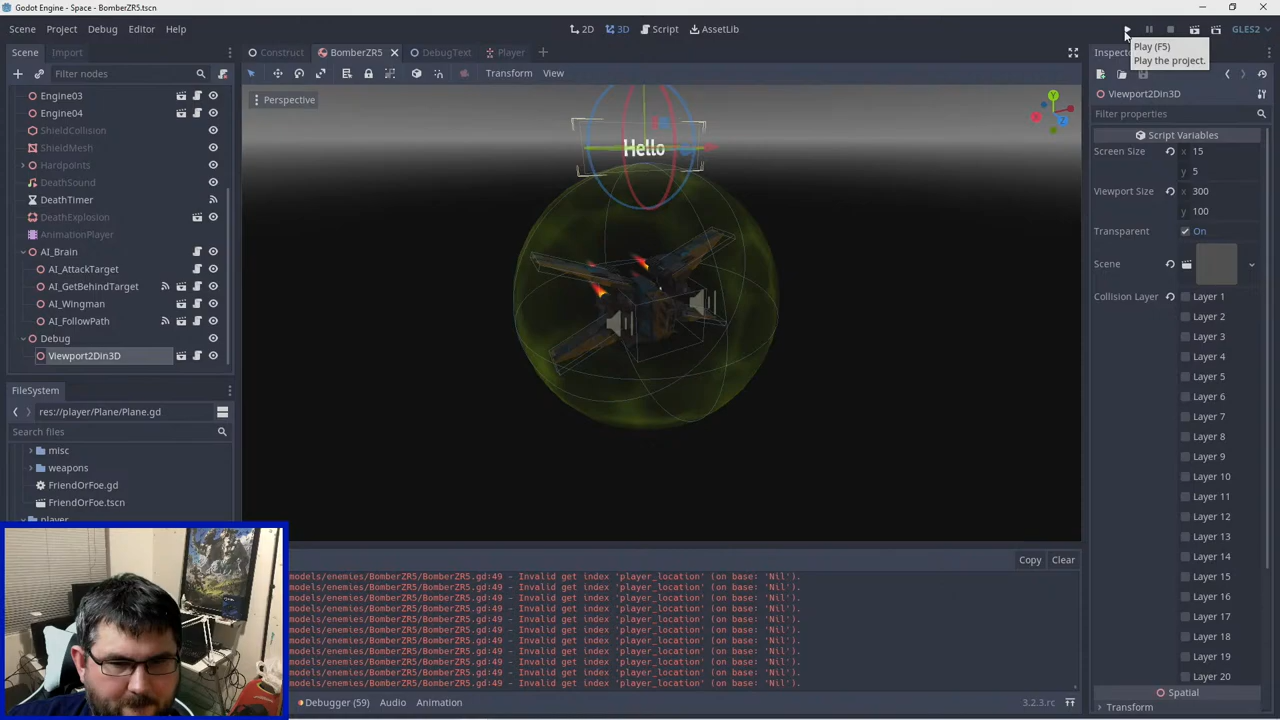 Godot Engine - Space - BomberZR5.tscn
Scene Project Debug Editor Help
2D 3D Script AssetLib
GLES2
Play (F5)
Play the project.
Scene Import
Construct BomberZR5 DebugText Player
Filter nodes
Transform View
Perspective
Engine03
Engine04
ShieldCollision
ShieldMesh
Hardpoints
DeathSound
DeathTimer
DeathExplosion
AnimationPlayer
AI_Brain
AI_AttackTarget
AI_GetBehindTarget
AI_Wingman
AI_FollowPath
Debug
Viewport2Din3D
FileSystem
res://player/Plane/Plane.gd
Search files
misc
weapons
FriendOrFoe.gd
FriendOrFoe.tscn
player
Hello
Y
X
Z
Copy Clear
models/enemies/BomberZR5/BomberZR5.gd:49 - Invalid get index 'player_location' (on base: 'Nil').
models/enemies/BomberZR5/BomberZR5.gd:49 - Invalid get index 'player_location' (on base: 'Nil').
models/enemies/BomberZR5/BomberZR5.gd:49 - Invalid get index 'player_location' (on base: 'Nil').
models/enemies/BomberZR5/BomberZR5.gd:49 - Invalid get index 'player_location' (on base: 'Nil').
models/enemies/BomberZR5/BomberZR5.gd:49 - Invalid get index 'player_location' (on base: 'Nil').
models/enemies/BomberZR5/BomberZR5.gd:49 - Invalid get index 'player_location' (on base: 'Nil').
models/enemies/BomberZR5/BomberZR5.gd:49 - Invalid get index 'player_location' (on base: 'Nil').
models/enemies/BomberZR5/BomberZR5.gd:49 - Invalid get index 'player_location' (on base: 'Nil').
models/enemies/BomberZR5/BomberZR5.gd:49 - Invalid get index 'player_location' (on base: 'Nil').
models/enemies/BomberZR5/BomberZR5.gd:49 - Invalid get index 'player_location' (on base: 'Nil').
models/enemies/BomberZR5/BomberZR5.gd:49 - Invalid get index 'player_location' (on base: 'Nil').
Debugger (59) Audio Animation
3.2.3.rc
Viewport2Din3D
Filter properties
Script Variables
Screen Size x 15
y 5
Viewport Size x 300
y 100
Transparent On
Scene
Collision Layer Layer 1
Layer 2
Layer 3
Layer 4
Layer 5
Layer 6
Layer 7
Layer 8
Layer 9
Layer 10
Layer 11
Layer 12
Layer 13
Layer 14
Layer 15
Layer 16
Layer 17
Layer 18
Layer 19
Layer 20
Spatial
Transform